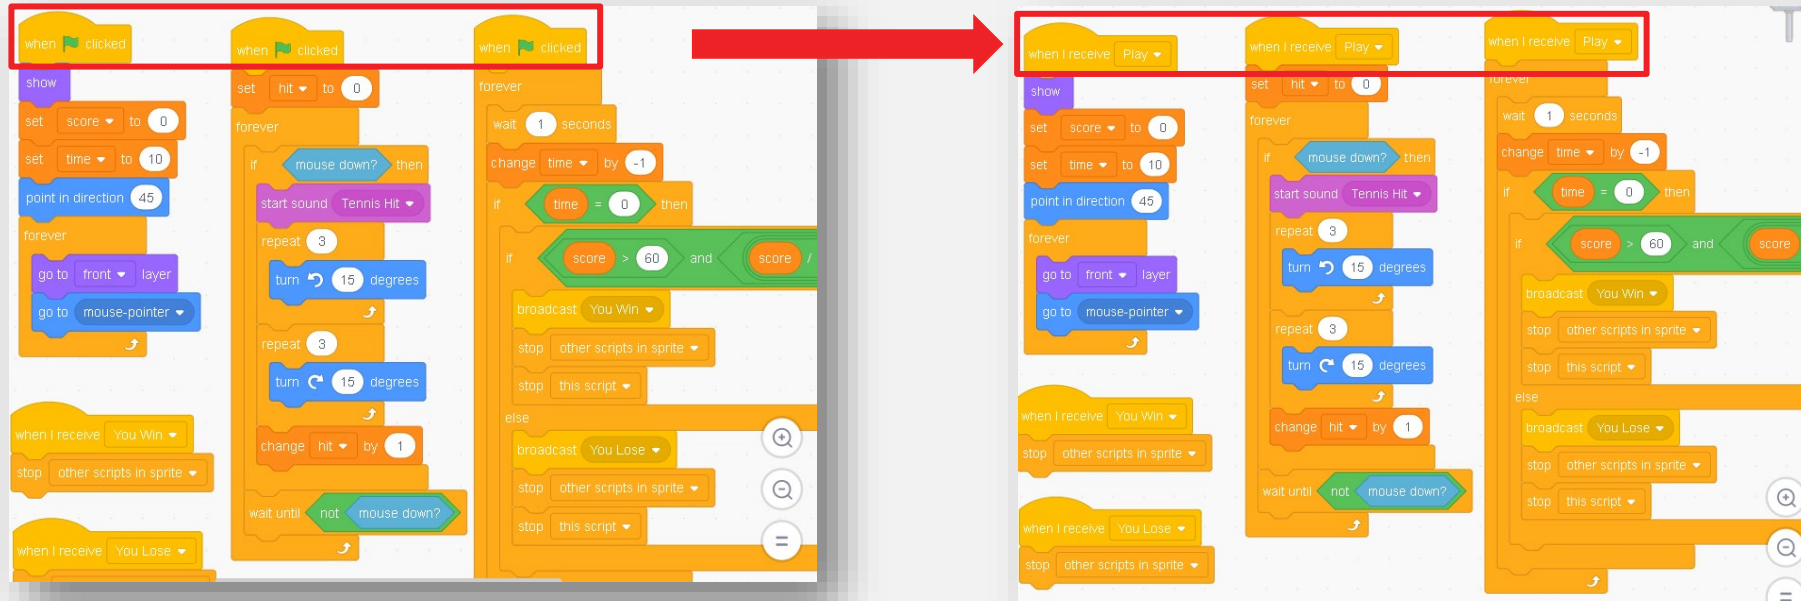 when clicked
show
set score to 0
set time to 10
point in direction 45
forever
go to front layer
go to mouse-pointer
when I receive You Win
stop other scripts in sprite
when I receive You Lose
when clicked
set hit to 0
forever
if mouse down? then
start sound Tennis Hit
repeat 3
turn 15 degrees
repeat 3
turn 15 degrees
change hit by 1
wait until not mouse down?
when clicked
forever
wait 1 seconds
change time by -1
if time = 0 then
if score > 60 and score /
broadcast You Win
stop other scripts in sprite
stop this script
else
broadcast You Lose
stop other scripts in sprite
stop this script
when I receive Play
show
set score to 0
set time to 10
point in direction 45
forever
go to front layer
go to mouse-pointer
when I receive You Win
stop other scripts in sprite
when I receive You Lose
stop other scripts in sprite
when I receive Play
set hit to 0
forever
if mouse down? then
start sound Tennis Hit
repeat 3
turn 15 degrees
repeat 3
turn 15 degrees
change hit by 1
wait until not mouse down?
when I receive Play
forever
wait 1 seconds
change time by -1
if time = 0 then
if score > 60 and score
broadcast You Win
stop other scripts in sprite
stop this script
else
broadcast You Lose
stop other scripts in sprite
stop this script